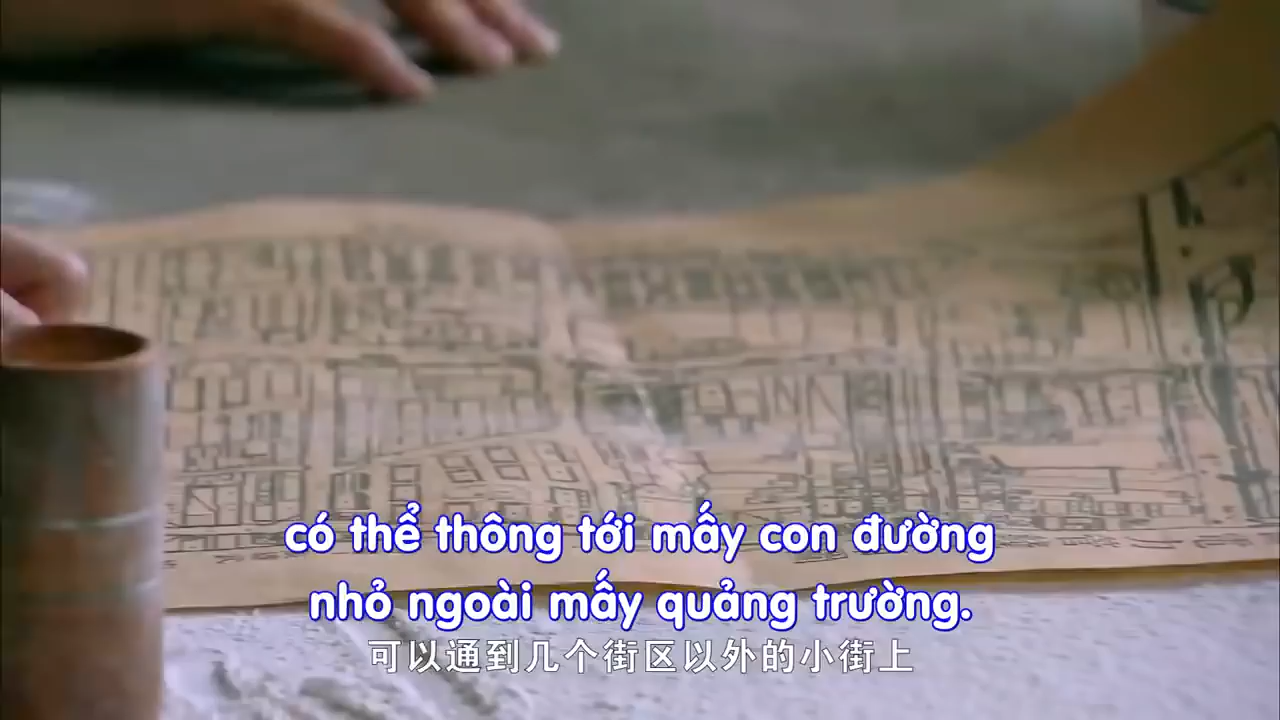 có thể thông tới mấy con đường
nhỏ ngoài mấy quảng trường.
可以通到几个街区以外的小街上